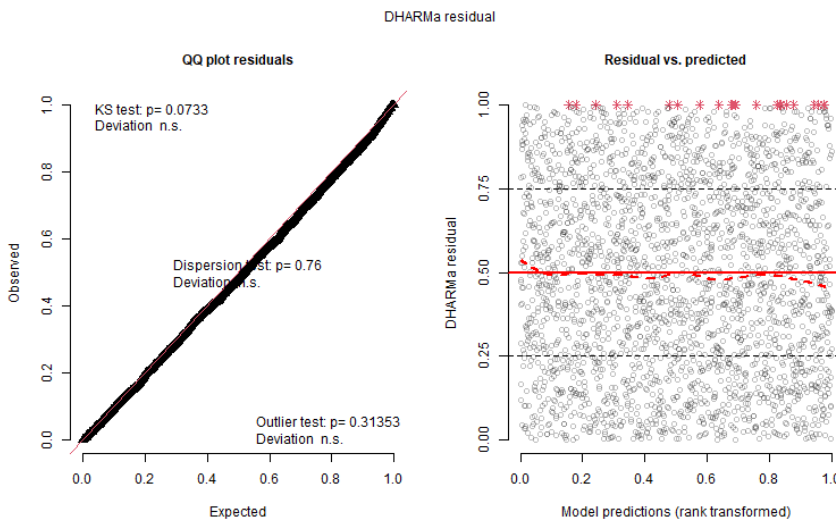 DHARMa residual
QQ plot residuals
KS test: p= 0.0733
Deviation n.s.
Dispersion test: p= 0.76
Deviation n.s.
Outlier test: p= 0.31353
Deviation n.s.
Observed
0.0
0.2
0.4
0.6
0.8
1.0
0.0 0.2 0.4 0.6 0.8 1.0
Expected
Residual vs. predicted
DHARMa residual
0.00
0.25
0.50
0.75
1.00
0.0 0.2 0.4 0.6 0.8 1.0
Model predictions (rank transformed)